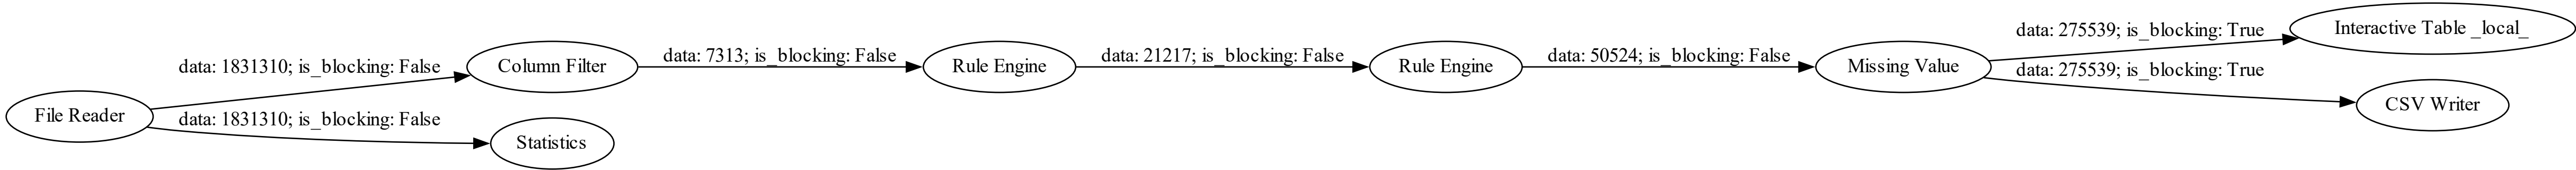 File Reader
data: 1831310; is_blocking: False
data: 1831310; is_blocking: False
Column Filter
Statistics
data: 7313; is_blocking: False
Rule Engine
data: 21217; is_blocking: False
Rule Engine
data: 50524; is_blocking: False
Missing Value
data: 275539; is_blocking: True
data: 275539; is_blocking: True
Interactive Table _local_
CSV Writer